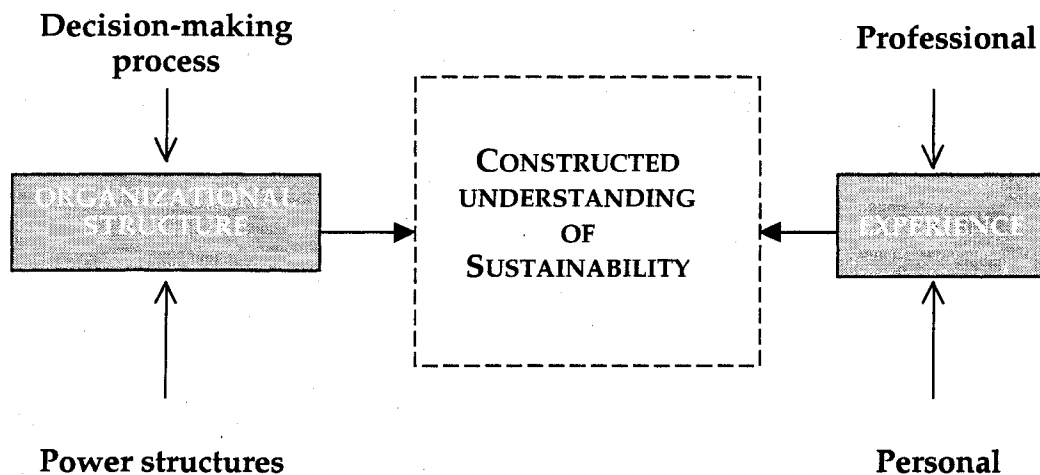 Decision-making
process
Professional
CONSTRUCTED
UNDERSTANDING
OF
SUSTAINABILITY
ORGANIZATIONAL
STRUCTURE
EXPERIENCE
Power structures
Personal